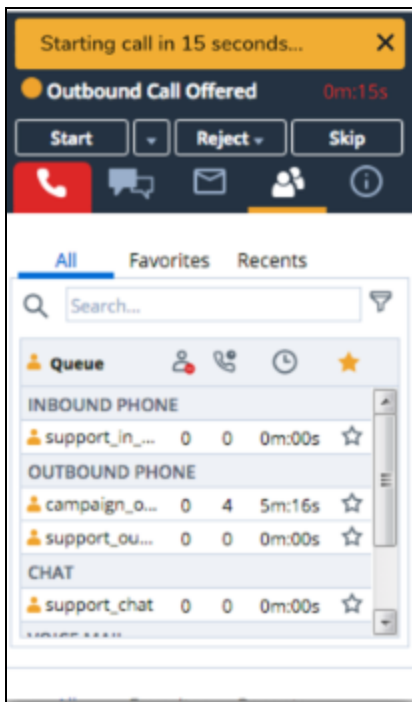 Starting call in 15 seconds... ×
Outbound Call Offered 0m:15s
Start Reject Skip
All Favorites Recents
Search...
Queue
INBOUND PHONE
support_in_... 0 0 0m:00s
OUTBOUND PHONE
campaign_o... 0 4 5m:16s
support_ou... 0 0 0m:00s
CHAT
support_chat 0 0 0m:00s
VOICE MAIL